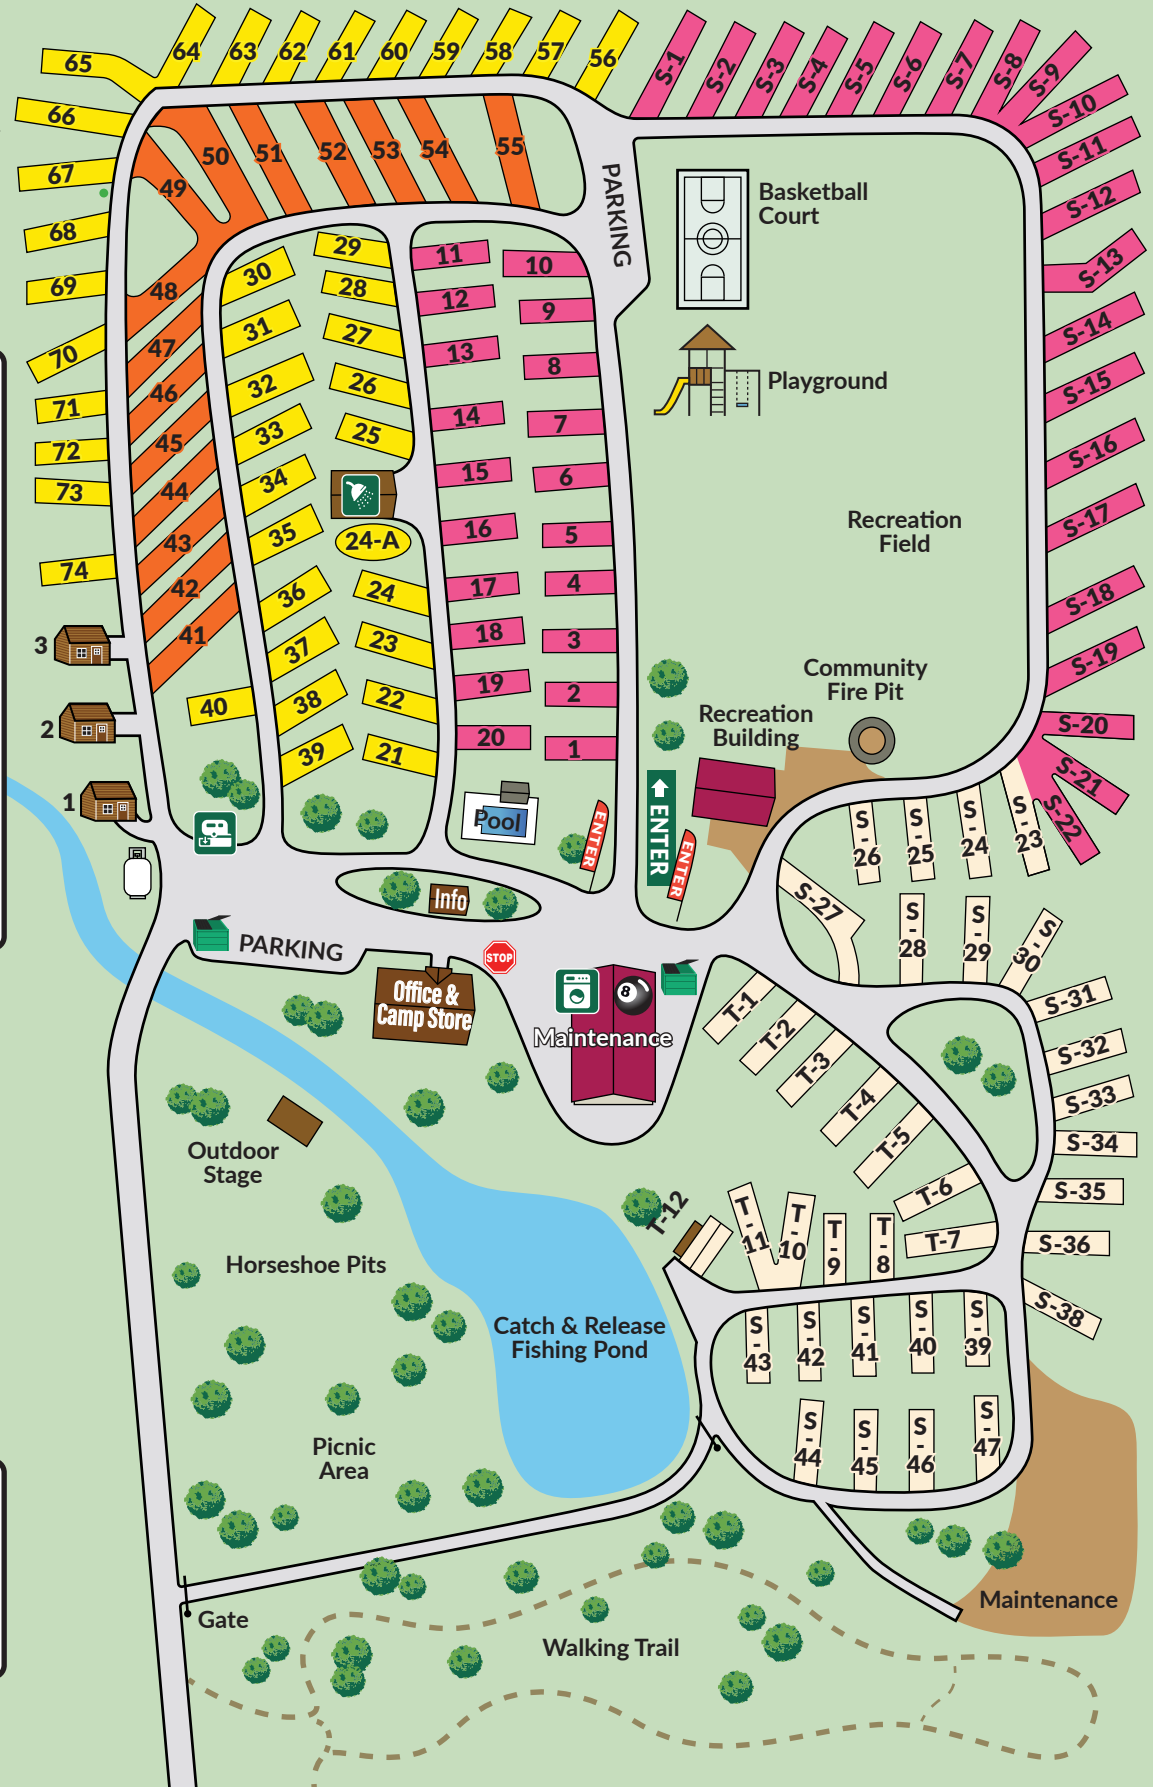 64
63
62
61
60
59
58
57
56
65
66
67
68
69
70
71
72
73
74
S-1
S-2
S-3
S-4
S-5
S-6
S-7
S-8
S-9
S-10
S-11
S-12
S-13
S-14
S-15
S-16
S-17
S-18
S-19
S-20
S-21
S-22
50
51
52
53
54
55
49
48
47
46
45
44
43
42
41
40
PARKING
Basketball
Court
Playground
Recreation
Field
Community
Fire Pit
Recreation
Building
29
28
27
26
25
24-A
24
23
22
21
30
31
32
33
34
35
36
37
38
39
11
12
13
14
15
16
17
18
19
20
10
9
8
7
6
5
4
3
2
1
3
2
1
Pool
ENTER
ENTER
ENTER
Info
PARKING
STOP
Office &
Camp Store
8
Maintenance
S
-
26
S
-
25
S
-
24
S
-
23
S-27
S
-
28
S
-
29
S
-
30
S-31
S-32
S-33
S-34
S-35
S-36
S-38
T-1
T-2
T-3
T-4
T-5
T-6
T-7
T
-
8
T
-
9
T
-
10
T
-
11
T-12
S
-
43
S
-
42
S
-
41
S
-
40
S
-
39
S
-
44
S
-
45
S
-
46
S
-
47
Outdoor
Stage
Horseshoe Pits
Catch & Release
Fishing Pond
Picnic
Area
Gate
Walking Trail
Maintenance